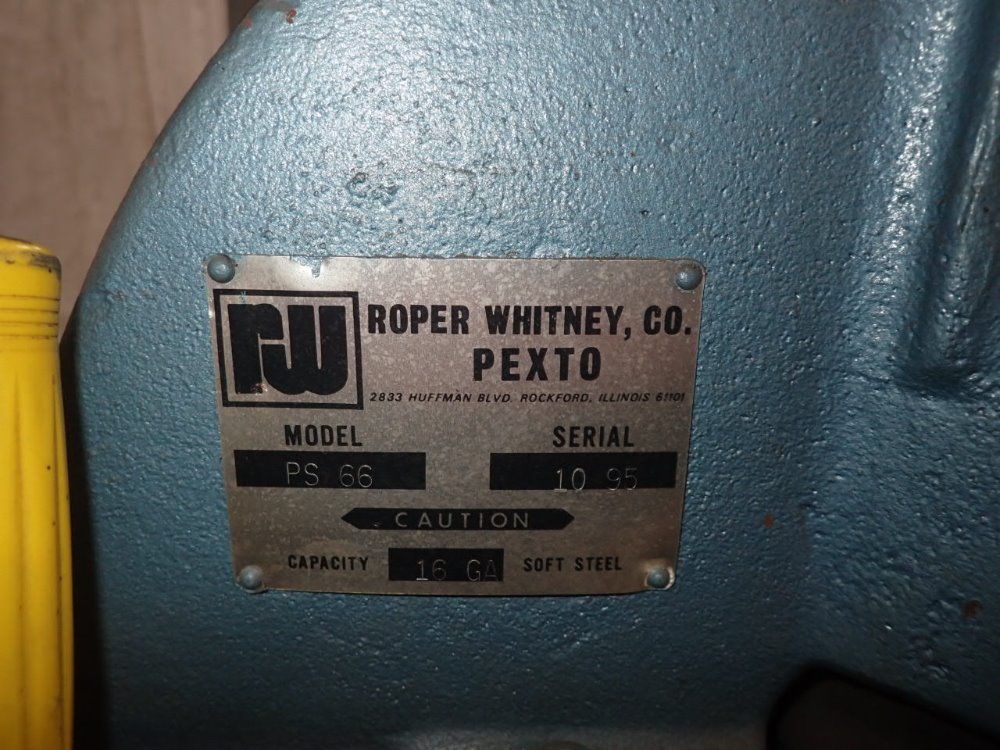 rw
ROPER WHITNEY, CO.
PEXTO
2833 HUFFMAN BLVD. ROCKFORD, ILLINOIS 61101
MODEL SERIAL
PS 66 10 95
CAUTION
CAPACITY 16 GA SOFT STEEL